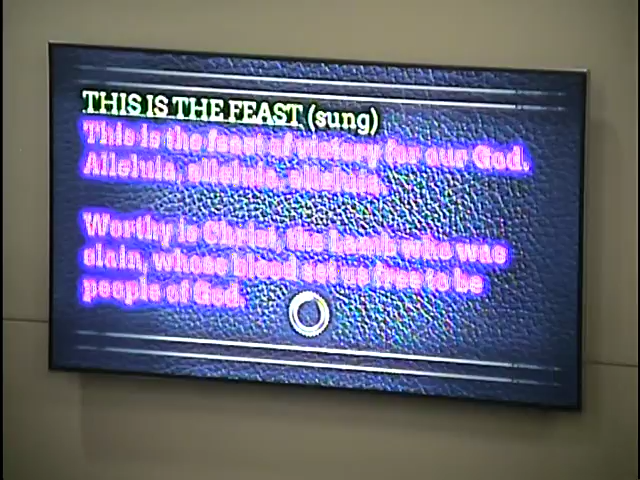 THIS IS THE FEAST (sung)
This is the feast of victory for our God.
Alleluia, alleluia, alleluia.
Worthy is Christ, the Lamb who was
slain, whose blood set us free to be
people of God.